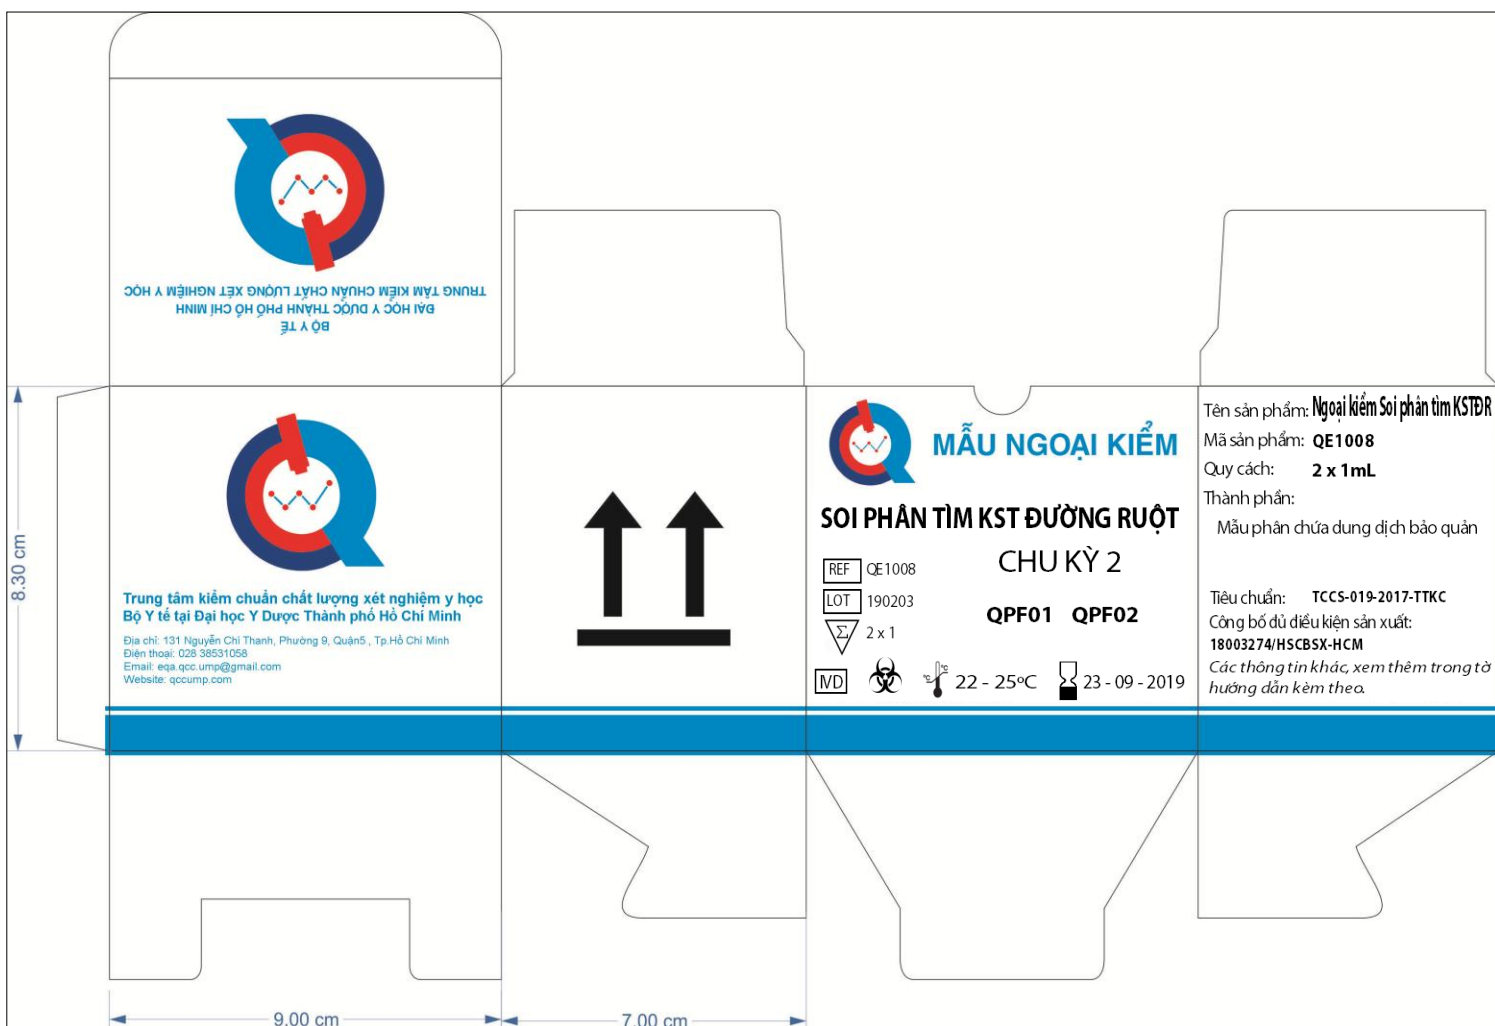 TRUNG TÂM KIỂM CHUẨN CHẤT LƯỢNG XÉT NGHIỆM Y HỌC
ĐẠI HỌC Y DƯỢC THÀNH PHỐ HỒ CHÍ MINH
BỘ Y TẾ
8.30 cm
Trung tâm kiểm chuẩn chất lượng xét nghiệm y học
Bộ Y tế tại Đại học Y Dược Thành phố Hồ Chí Minh
Địa chỉ: 131 Nguyễn Chí Thanh, Phường 9, Quận5 , Tp.Hồ Chí Minh
Điện thoại: 028 38531058
Email: eqa.qcc.ump@gmail.com
Website: qccump.com
MẪU NGOẠI KIỂM
SOI PHÂN TÌM KST ĐƯỜNG RUỘT
CHU KỲ 2
REF QE1008
LOT 190203
QPF01 QPF02
Σ 2 x 1
IVD
°C °C 22 - 25°C
23 - 09 - 2019
Tên sản phẩm: Ngoại kiểm Soi phân tìm KSTĐR
Mã sản phẩm: QE1008
Quy cách: 2 x 1mL
Thành phần:
Mẫu phân chứa dung dịch bảo quản
Tiêu chuẩn: TCCS-019-2017-TTKC
Công bố đủ điều kiện sản xuất:
18003274/HSCBSX-HCM
Các thông tin khác, xem thêm trong tờ
hướng dẫn kèm theo.
9.00 cm
7.00 cm